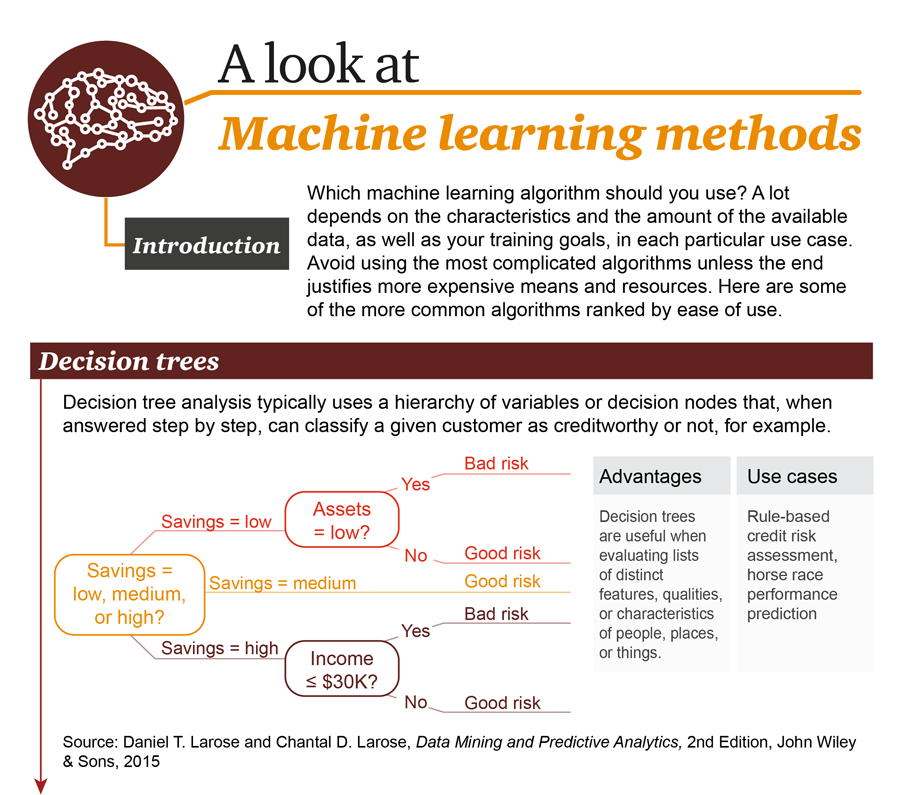 A look at
Machine learning methods
Introduction
Which machine learning algorithm should you use? A lot
depends on the characteristics and the amount of the available
data, as well as your training goals, in each particular use case.
Avoid using the most complicated algorithms unless the end
justifies more expensive means and resources. Here are some
of the more common algorithms ranked by ease of use.
Decision trees
Decision tree analysis typically uses a hierarchy of variables or decision nodes that, when
answered step by step, can classify a given customer as creditworthy or not, for example.
Savings =
low, medium,
or high?
Savings = low
Assets
= low?
Yes
Bad risk
No
Good risk
Savings = medium
Good risk
Savings = high
Income
≤ $30K?
Yes
Bad risk
No
Good risk
Advantages
Decision trees
are useful when
evaluating lists
of distinct
features, qualities,
or characteristics
of people, places,
or things.
Use cases
Rule-based
credit risk
assessment,
horse race
performance
prediction
Source: Daniel T. Larose and Chantal D. Larose, Data Mining and Predictive Analytics, 2nd Edition, John Wiley
& Sons, 2015